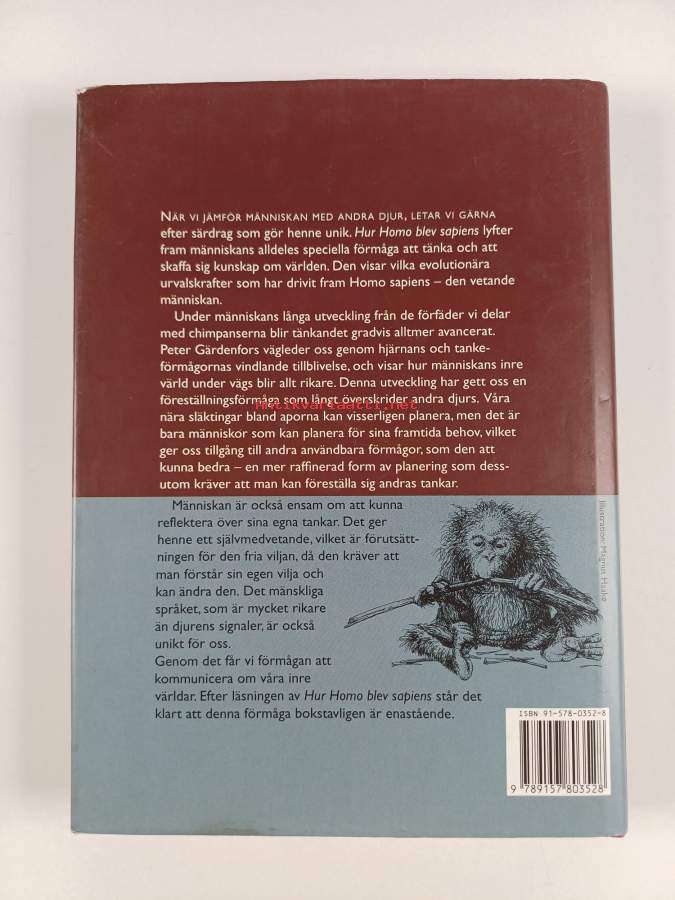 NÄR VI JÄMFÖR MÄNNISKAN MED ANDRA DJUR, LETAR VI GÄRNA
efter särdrag som gör henne unik. Hur Homo blev sapiens lyfter
fram människans alldeles speciella förmåga att tänka och att
skaffa sig kunskap om världen. Den visar vilka evolutionära
urvalskrafter som har drivit fram Homo sapiens – den vetande
människan.
Under människans långa utveckling från de förfäder vi delar
med chimpanserna blir tänkandet gradvis alltmer avancerat.
Peter Gärdenfors vägleder oss genom hjärnans och tanke-
förmågornas vindlande tillblivelse, och visar hur människans inre
värld under vägs blir allt rikare. Denna utveckling har gett oss en
föreställningsförmåga som långt överskrider andra djurs. Våra
Antikvariaatti.net
nära släktingar bland aporna kan visserligen planera, men det är
bara människor som kan planera för sina framtida behov, vilket
ger oss tillgång till andra användbara förmågor, som den att
kunna bedra – en mer raffinerad form av planering som dess-
utom kräver att man kan föreställa sig andras tankar.
Människan är också ensam om att kunna
reflektera över sina egna tankar. Det ger
henne ett självmedvetande, vilket är förutsätt-
ningen för den fria viljan, då den kräver att
man förstår sin egen vilja och
kan ändra den. Det mänskliga
språket, som är mycket rikare
än djurens signaler, är också
unikt för oss.
Genom det får vi förmågan att
kommunicera om våra inre
världar. Efter läsningen av Hur Homo blev sapiens står det
klart att denna förmåga bokstavligen är enastående.
Illustration: Magnus Haabe
ISBN 91-578-0352-8
9 789157 803528